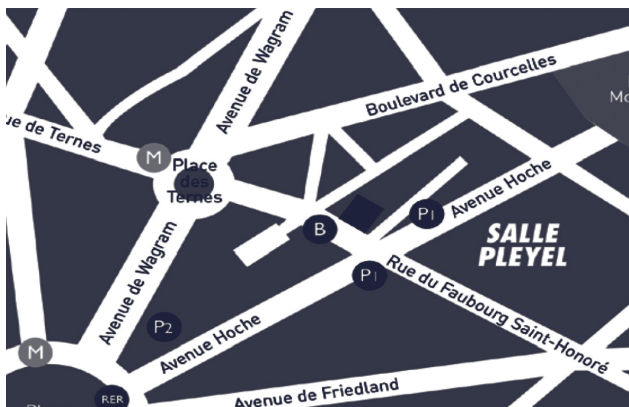 Avenue de Wagram
Boulevard de Courcelles
ue de Ternes
M
Place
des
Ternes
Mo
Avenue Hoche
P1
B
SALLE
PLEYEL
P1
Avenue de Wagram
Rue du Faubourg Saint-Honoré
P2
Avenue Hoche
M
RER
Avenue de Friedland